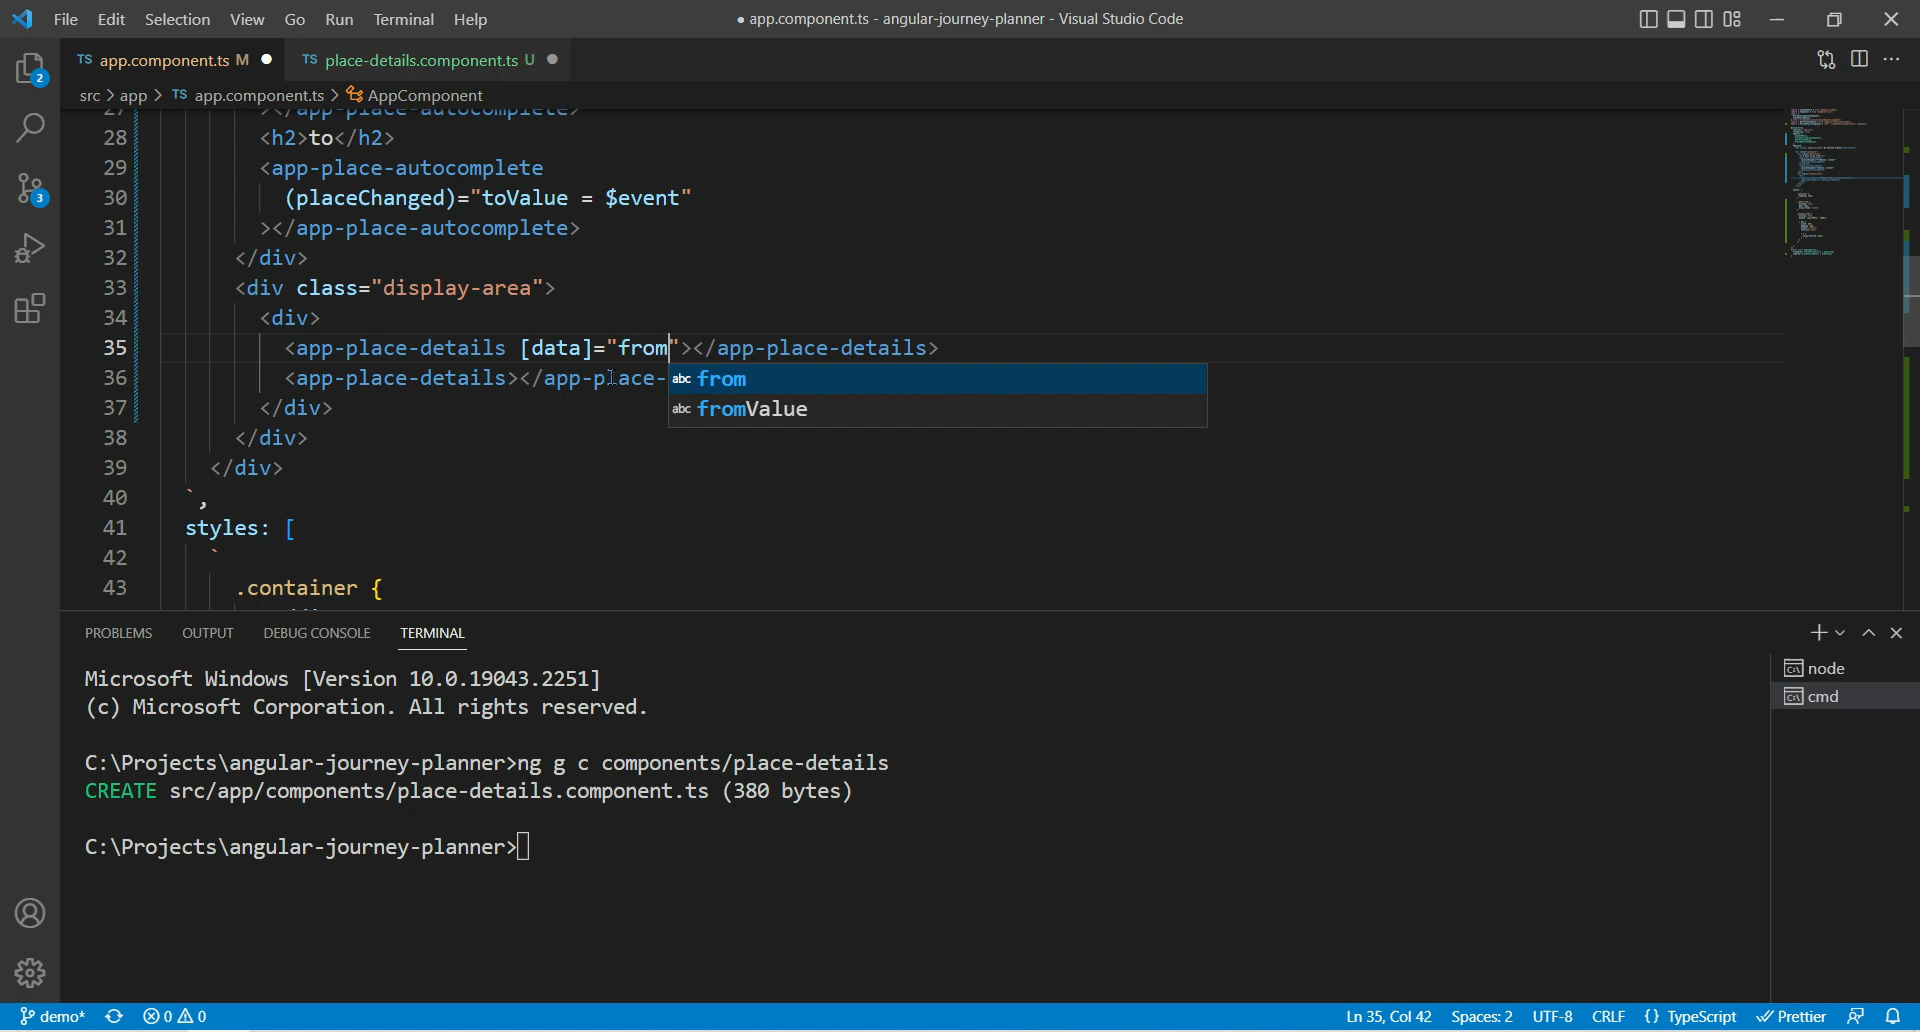 File Edit Selection View Go Run Terminal Help
● app.component.ts - angular-journey-planner - Visual Studio Code
TS app.component.ts M ●
TS place-details.component.ts U ●
src > app > TS app.component.ts > AppComponent
27 ></app-place-autocomplete>
28 <h2>to</h2>
29 <app-place-autocomplete
30 (placeChanged)="toValue = $event"
31 ></app-place-autocomplete>
32 </div>
33 <div class="display-area">
34 <div>
35 <app-place-details [data]="from"></app-place-details>
36 <app-place-details></app-place-
from
fromValue
37 </div>
38 </div>
39 </div>
40 `,
41 styles: [
42 `
43 .container {
PROBLEMS OUTPUT DEBUG CONSOLE TERMINAL
Microsoft Windows [Version 10.0.19043.2251]
(c) Microsoft Corporation. All rights reserved.
C:\Projects\angular-journey-planner>ng g c components/place-details
CREATE src/app/components/place-details.component.ts (380 bytes)
C:\Projects\angular-journey-planner>
node
cmd
2
3
demo* 0 0 Ln 35, Col 42 Spaces: 2 UTF-8 CRLF {} TypeScript Prettier